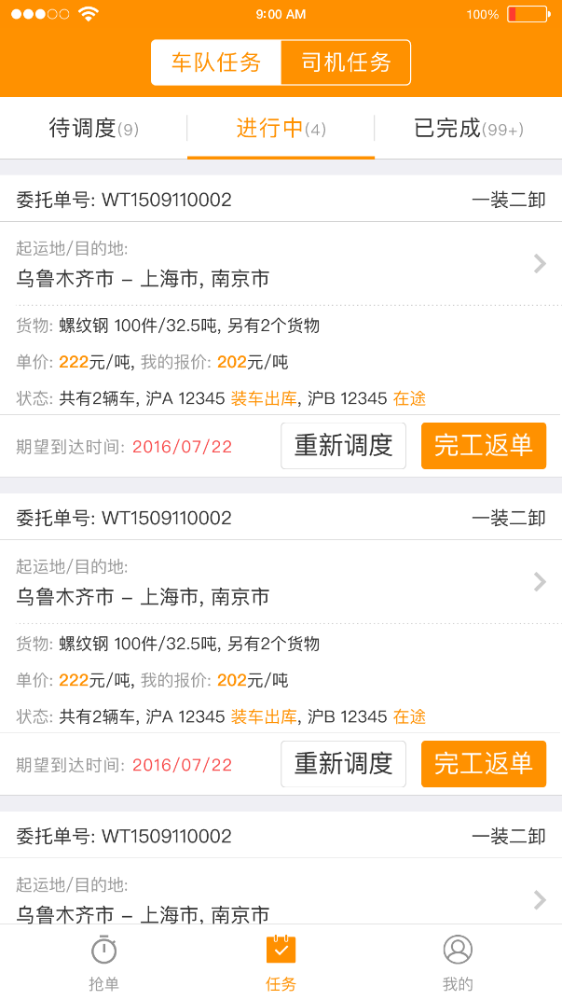 9:00 AM 100%
车队任务 司机任务
待调度(9) 进行中(4) 已完成(99+)
委托单号: WT1509110002 一装二卸
起运地/目的地:
乌鲁木齐市 – 上海市, 南京市
货物: 螺纹钢 100件/32.5吨, 另有2个货物
单价: 222元/吨, 我的报价: 202元/吨
状态: 共有2辆车, 沪A 12345 装车出库, 沪B 12345 在途
期望到达时间: 2016/07/22 重新调度 完工返单
委托单号: WT1509110002 一装二卸
起运地/目的地:
乌鲁木齐市 – 上海市, 南京市
货物: 螺纹钢 100件/32.5吨, 另有2个货物
单价: 222元/吨, 我的报价: 202元/吨
状态: 共有2辆车, 沪A 12345 装车出库, 沪B 12345 在途
期望到达时间: 2016/07/22 重新调度 完工返单
委托单号: WT1509110002 一装二卸
起运地/目的地:
乌鲁木齐市 – 上海市, 南京市
抢单 任务 我的